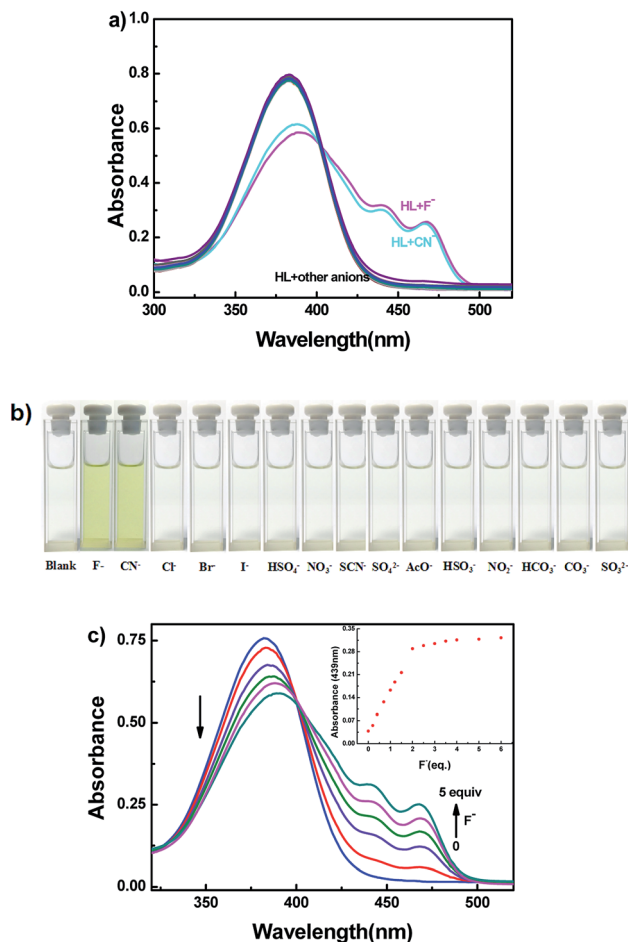 a)
1.0
0.8
0.6
0.4
0.2
0.0
Absorbance
HL+F⁻
HL+CN⁻
HL+other anions
300 350 400 450 500
Wavelength(nm)
b)
Blank F- CN⁻ Cl⁻ Br⁻ I⁻ HSO₄⁻ NO₃⁻ SCN⁻ SO₄²⁻ AcO⁻ HSO₃⁻ NO₂⁻ HCO₃⁻ CO₃⁻ SO₃²⁻
c)
0.75
0.50
0.25
0.00
Absorbance
0.35
0.28
0.21
0.14
0.07
0.00
Absorbance (439nm)
0 1 2 3 4 5 6
F⁻(eq.)
5 equiv
F⁻
0
350 400 450 500
Wavelength(nm)